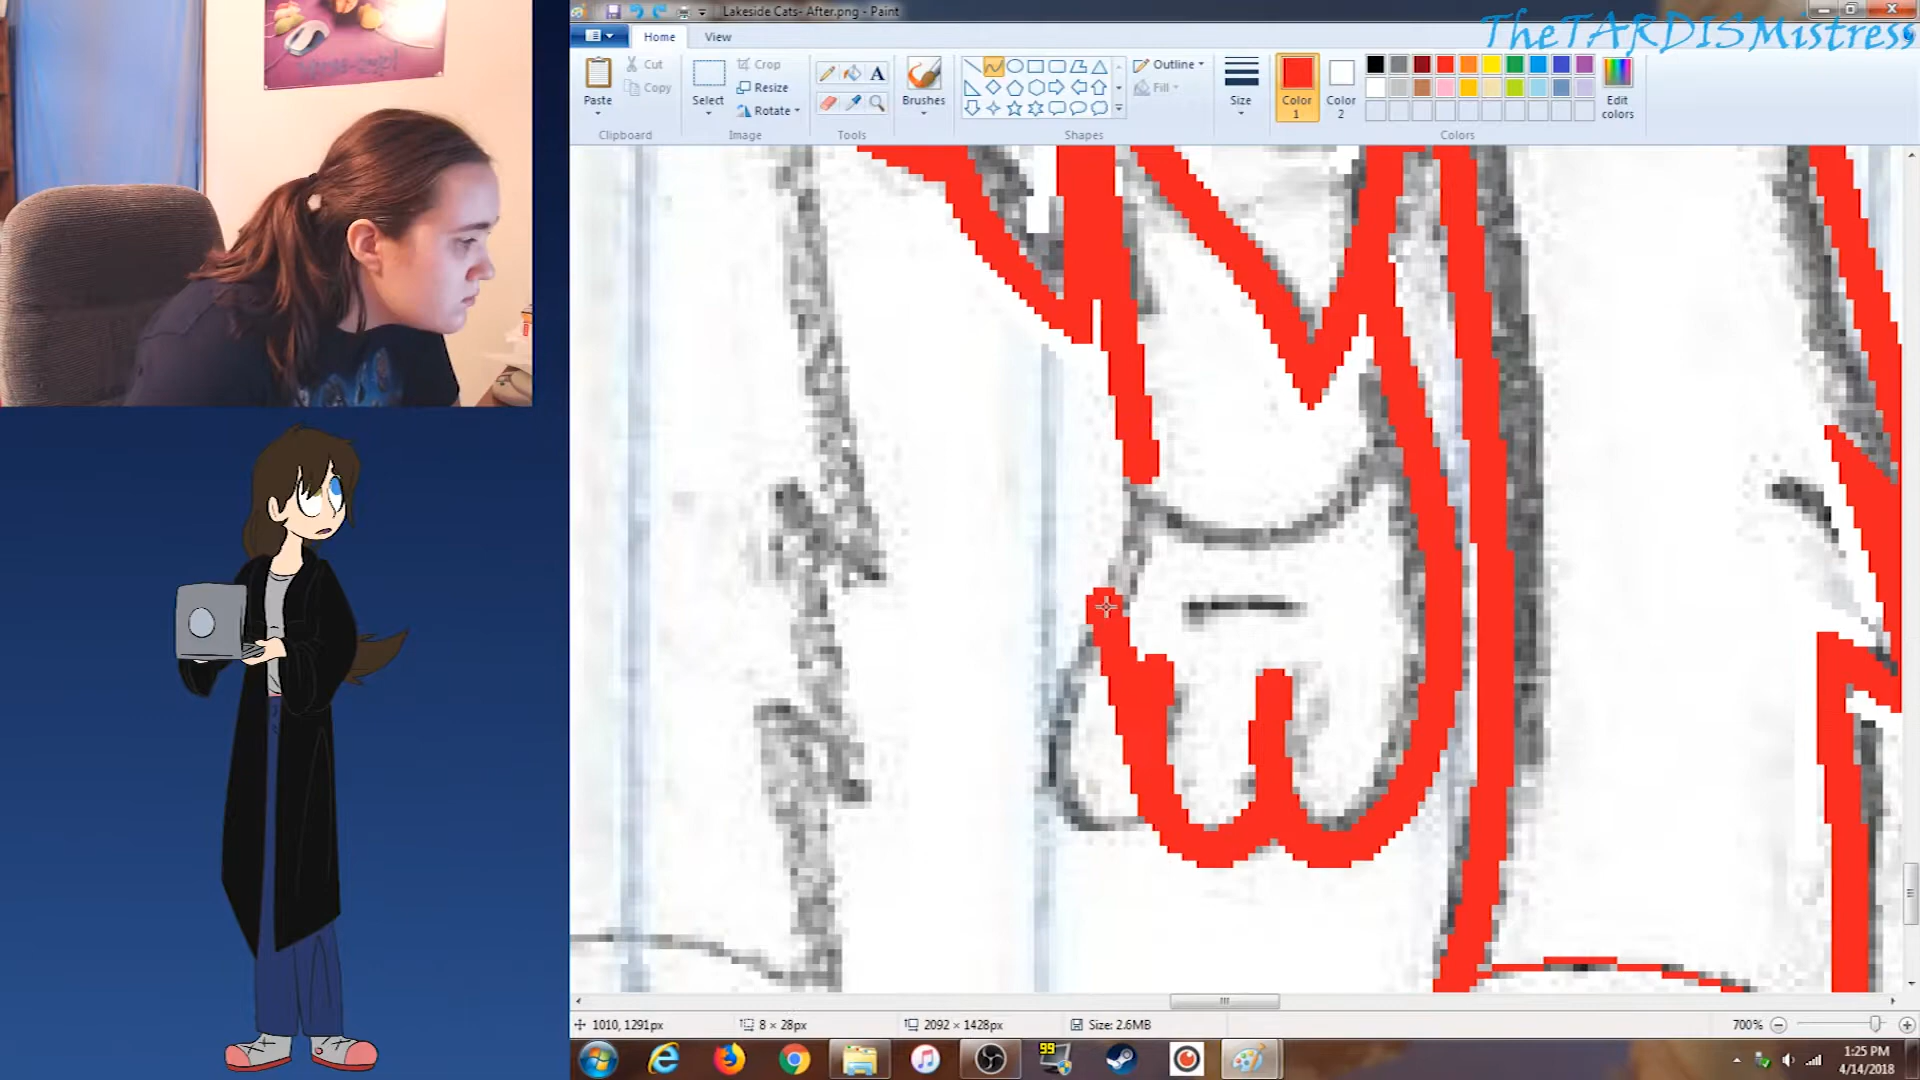 Lakeside Cats- After.png - Paint
TheTARDISMistress
Home
View
Paste
Cut
Copy
Clipboard
Select
Crop
Resize
Rotate
Image
A
Tools
Brushes
Outline
Fill
Shapes
Size
Color
1
Color
2
Edit
colors
Colors
1010, 1291px
8 × 28px
2092 × 1428px
Size: 2.6MB
700%
99
1:25 PM
4/14/2018